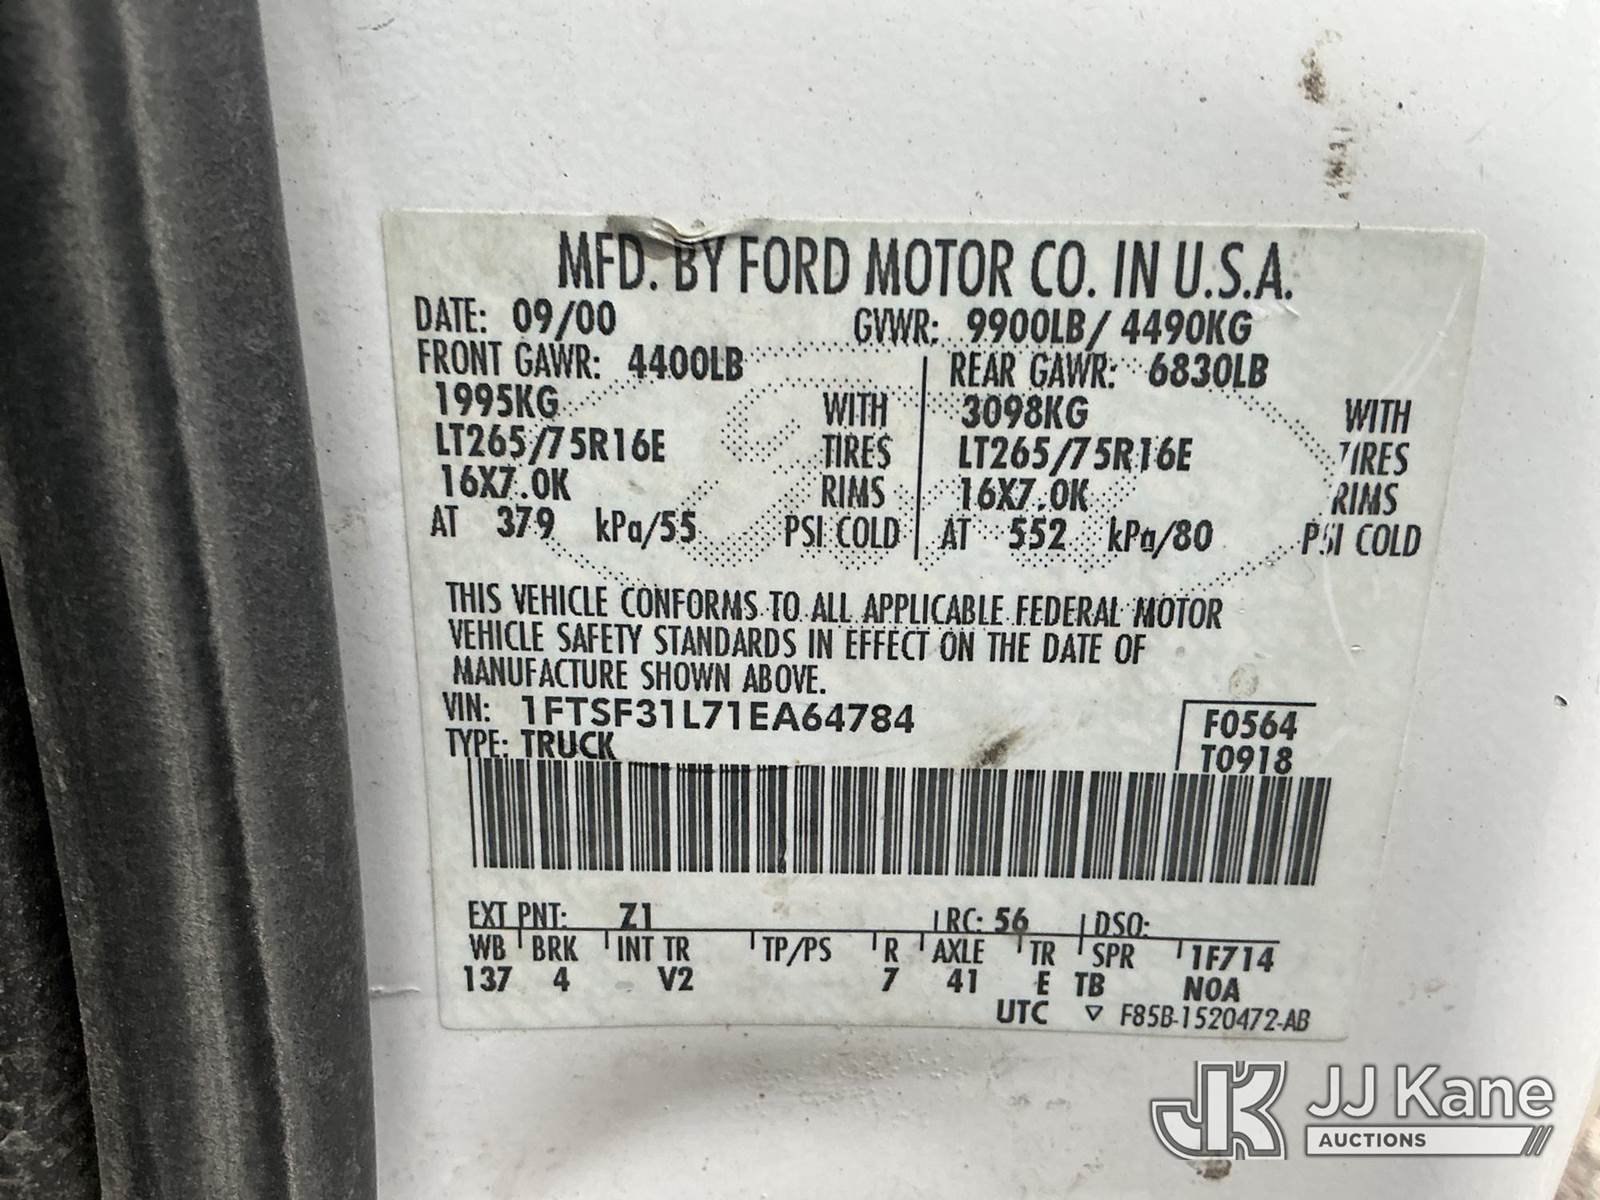 MFD. BY FORD MOTOR CO. IN U.S.A.
DATE: 09/00 GVWR: 9900LB/ 4490KG
FRONT GAWR: 4400LB REAR GAWR: 6830LB
1995KG WITH 3098KG WITH
LT265/75R16E TIRES LT265/75R16E TIRES
16X7.0K RIMS 16X7.0K RIMS
AT 379 kPa/55 PSI COLD AT 552 kPa/80 PSI COLD
THIS VEHICLE CONFORMS TO ALL APPLICABLE FEDERAL MOTOR
VEHICLE SAFETY STANDARDS IN EFFECT ON THE DATE OF
MANUFACTURE SHOWN ABOVE.
VIN: 1FTSF31L71EA64784 F0564
TYPE: TRUCK T0918
EXT PNT: Z1 RC: 56 DSO:
WB BRK INT TR TP/PS R AXLE TR SPR 1F714
137 4 V2 7 41 E TB NOA
UTC ▽ F85B-1520472-AB
JK JJ Kane
AUCTIONS